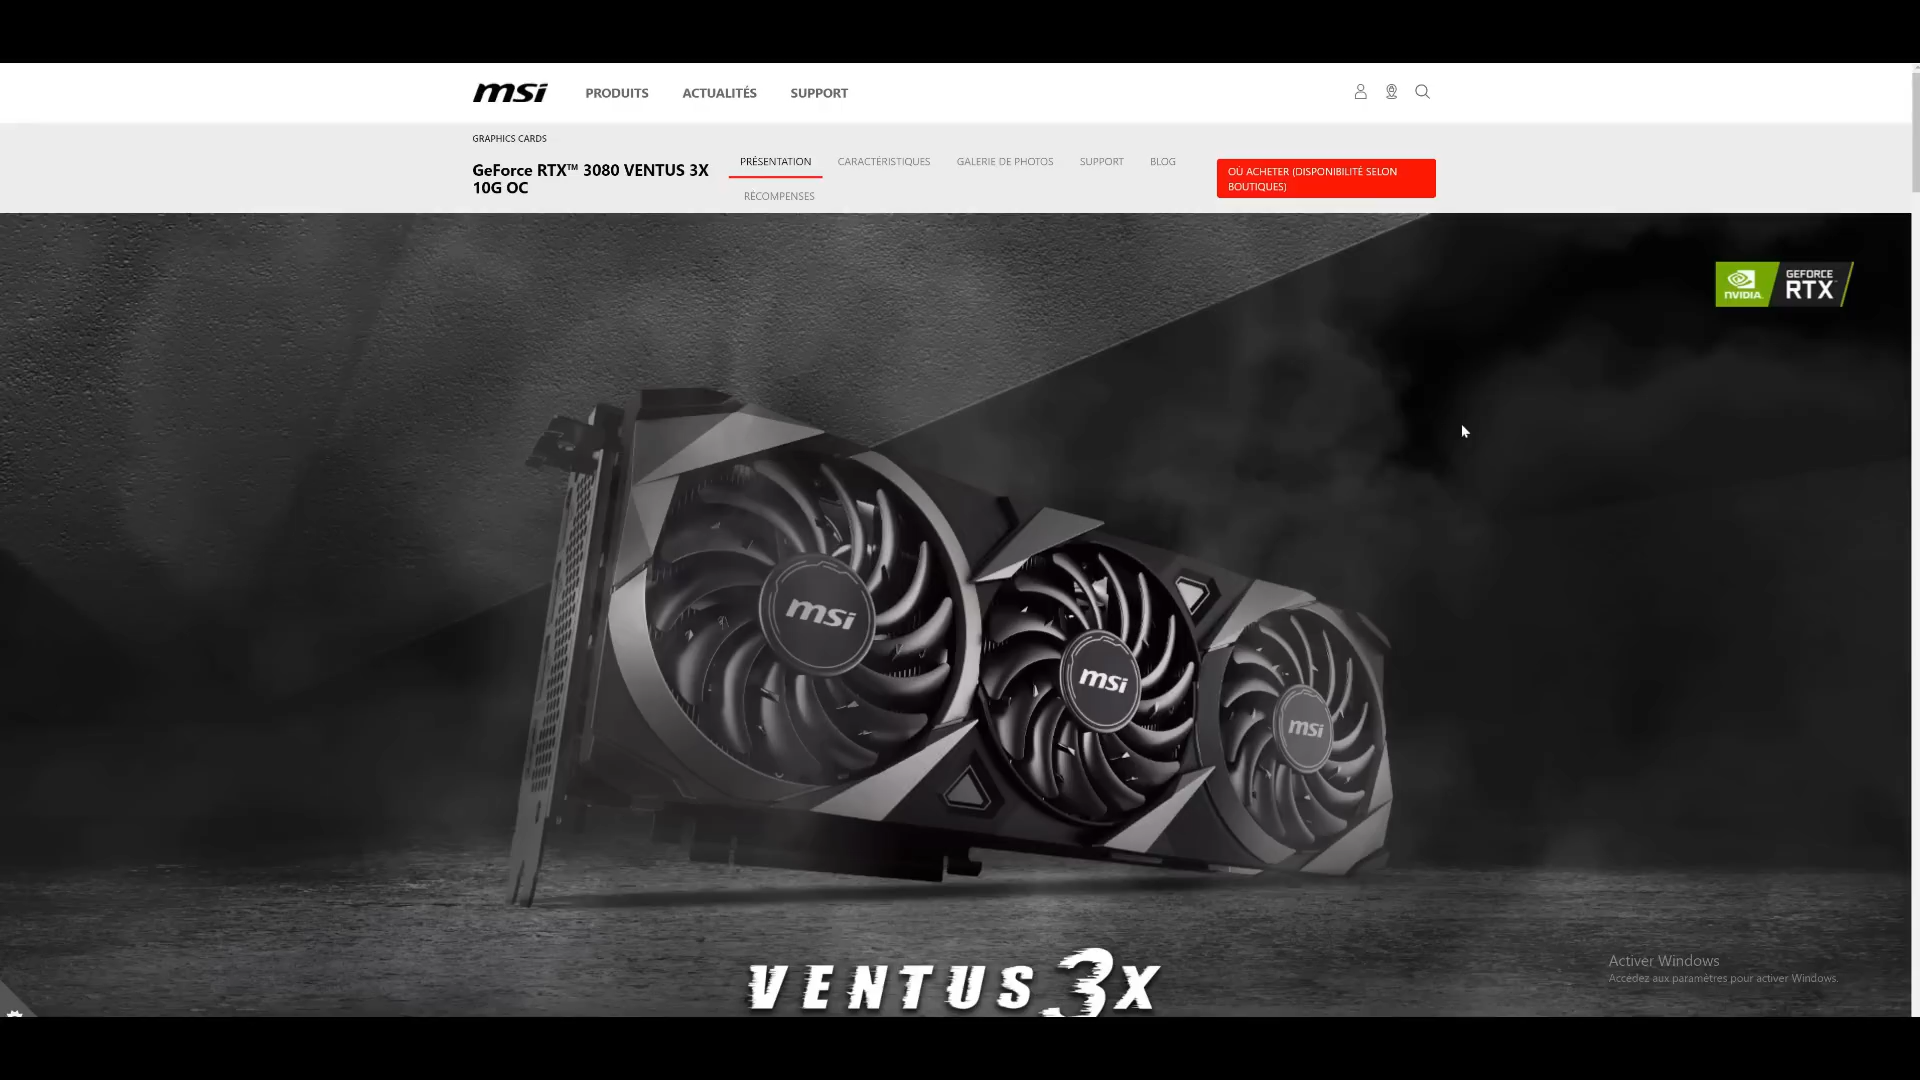 msi
PRODUITS
ACTUALITÉS
SUPPORT
GRAPHICS CARDS
GeForce RTX™ 3080 VENTUS 3X
10G OC
PRÉSENTATION
CARACTÉRISTIQUES
GALERIE DE PHOTOS
SUPPORT
BLOG
RÉCOMPENSES
OÙ ACHETER (DISPONIBILITÉ SELON
BOUTIQUES)
NVIDIA
GEFORCE
RTX
msi
msi
msi
VENTUS 3X
Activer Windows
Accédez aux paramètres pour activer Windows.